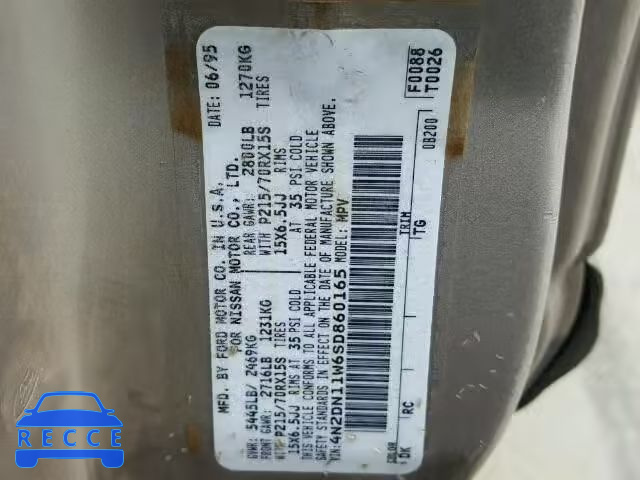 MFD. BY FORD MOTOR CO. IN U.S.A.
FOR NISSAN MOTOR CO., LTD.
DATE: 06/95
GVWR: 5445LB/ 2469KG
FRONT GAWR: 2716LB 1231KG
REAR GAWR: 2800LB 1270KG
P215/70RX15S TIRES
WITH P215/70RX15S TIRES
15X6.5JJ RIMS AT 35 PSI COLD
15X6.5JJ RIMS AT 35 PSI COLD
THIS VEHICLE CONFORMS TO ALL APPLICABLE FEDERAL MOTOR VEHICLE
SAFETY STANDARDS IN EFFECT ON THE DATE OF MANUFACTURE SHOWN ABOVE.
VIN: 4N2DN11W6SD860165 MODEL: MPV
F0088
T0026
0B200
COLOR RC TRIM
DK TG
RECCE